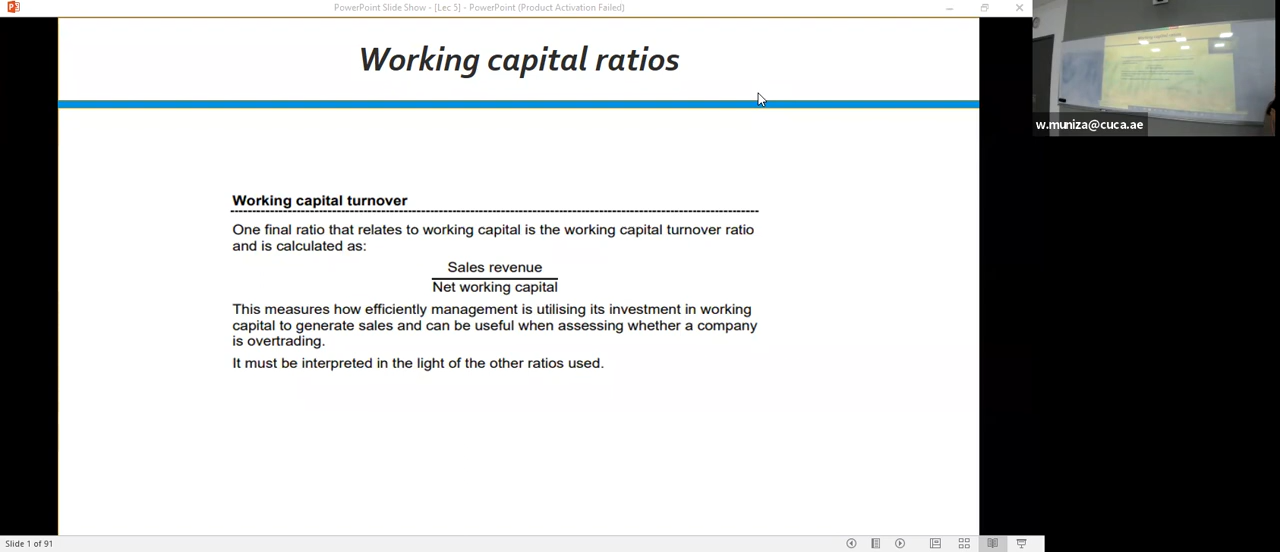 PowerPoint Slide Show - [Lec 5] - PowerPoint (Product Activation Failed)
Working capital ratios
w.muniza@cuca.ae
Working capital turnover
One final ratio that relates to working capital is the working capital turnover ratio
and is calculated as:
Sales revenue
Net working capital
This measures how efficiently management is utilising its investment in working
capital to generate sales and can be useful when assessing whether a company
is overtrading.
It must be interpreted in the light of the other ratios used.
Slide 1 of 91